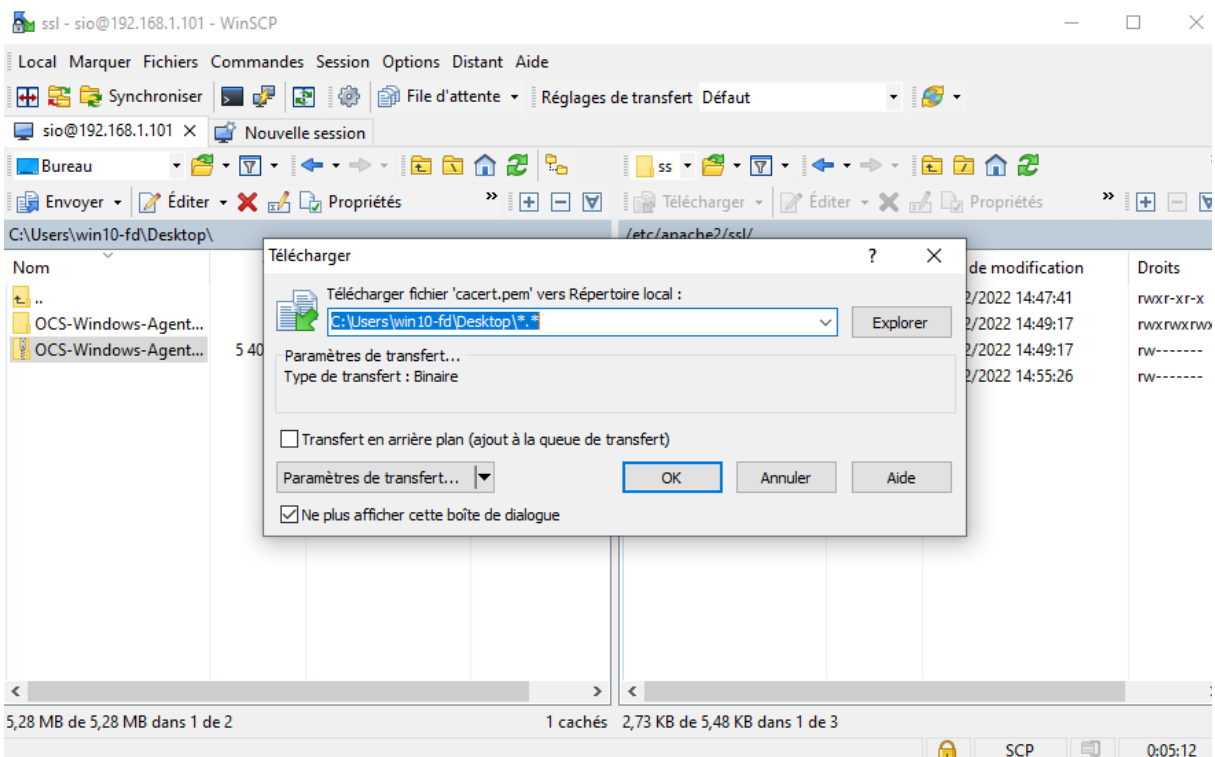 ssl - sio@192.168.1.101 - WinSCP
Local Marquer Fichiers Commandes Session Options Distant Aide
Synchroniser File d'attente Réglages de transfert Défaut
sio@192.168.1.101 × Nouvelle session
Bureau ss
Envoyer Éditer Propriétés » Télécharger Éditer Propriétés »
C:\Users\win10-fd\Desktop\ /etc/apache2/ssl/
Télécharger ?
Nom de modification Droits
Télécharger fichier 'cacert.pem' vers Répertoire local :
.. 2/2022 14:47:41 rwxr-xr-x
C:\Users\win10-fd\Desktop\*.* Explorer
OCS-Windows-Agent... 2/2022 14:49:17 rwxrwxrwx
OCS-Windows-Agent... 5 40 2/2022 14:49:17 rw-------
Paramètres de transfert...
Type de transfert : Binaire
2/2022 14:55:26 rw-------
Transfert en arrière plan (ajout à la queue de transfert)
Paramètres de transfert... OK Annuler Aide
Ne plus afficher cette boîte de dialogue
5,28 MB de 5,28 MB dans 1 de 2 1 cachés 2,73 KB de 5,48 KB dans 1 de 3
SCP 0:05:12